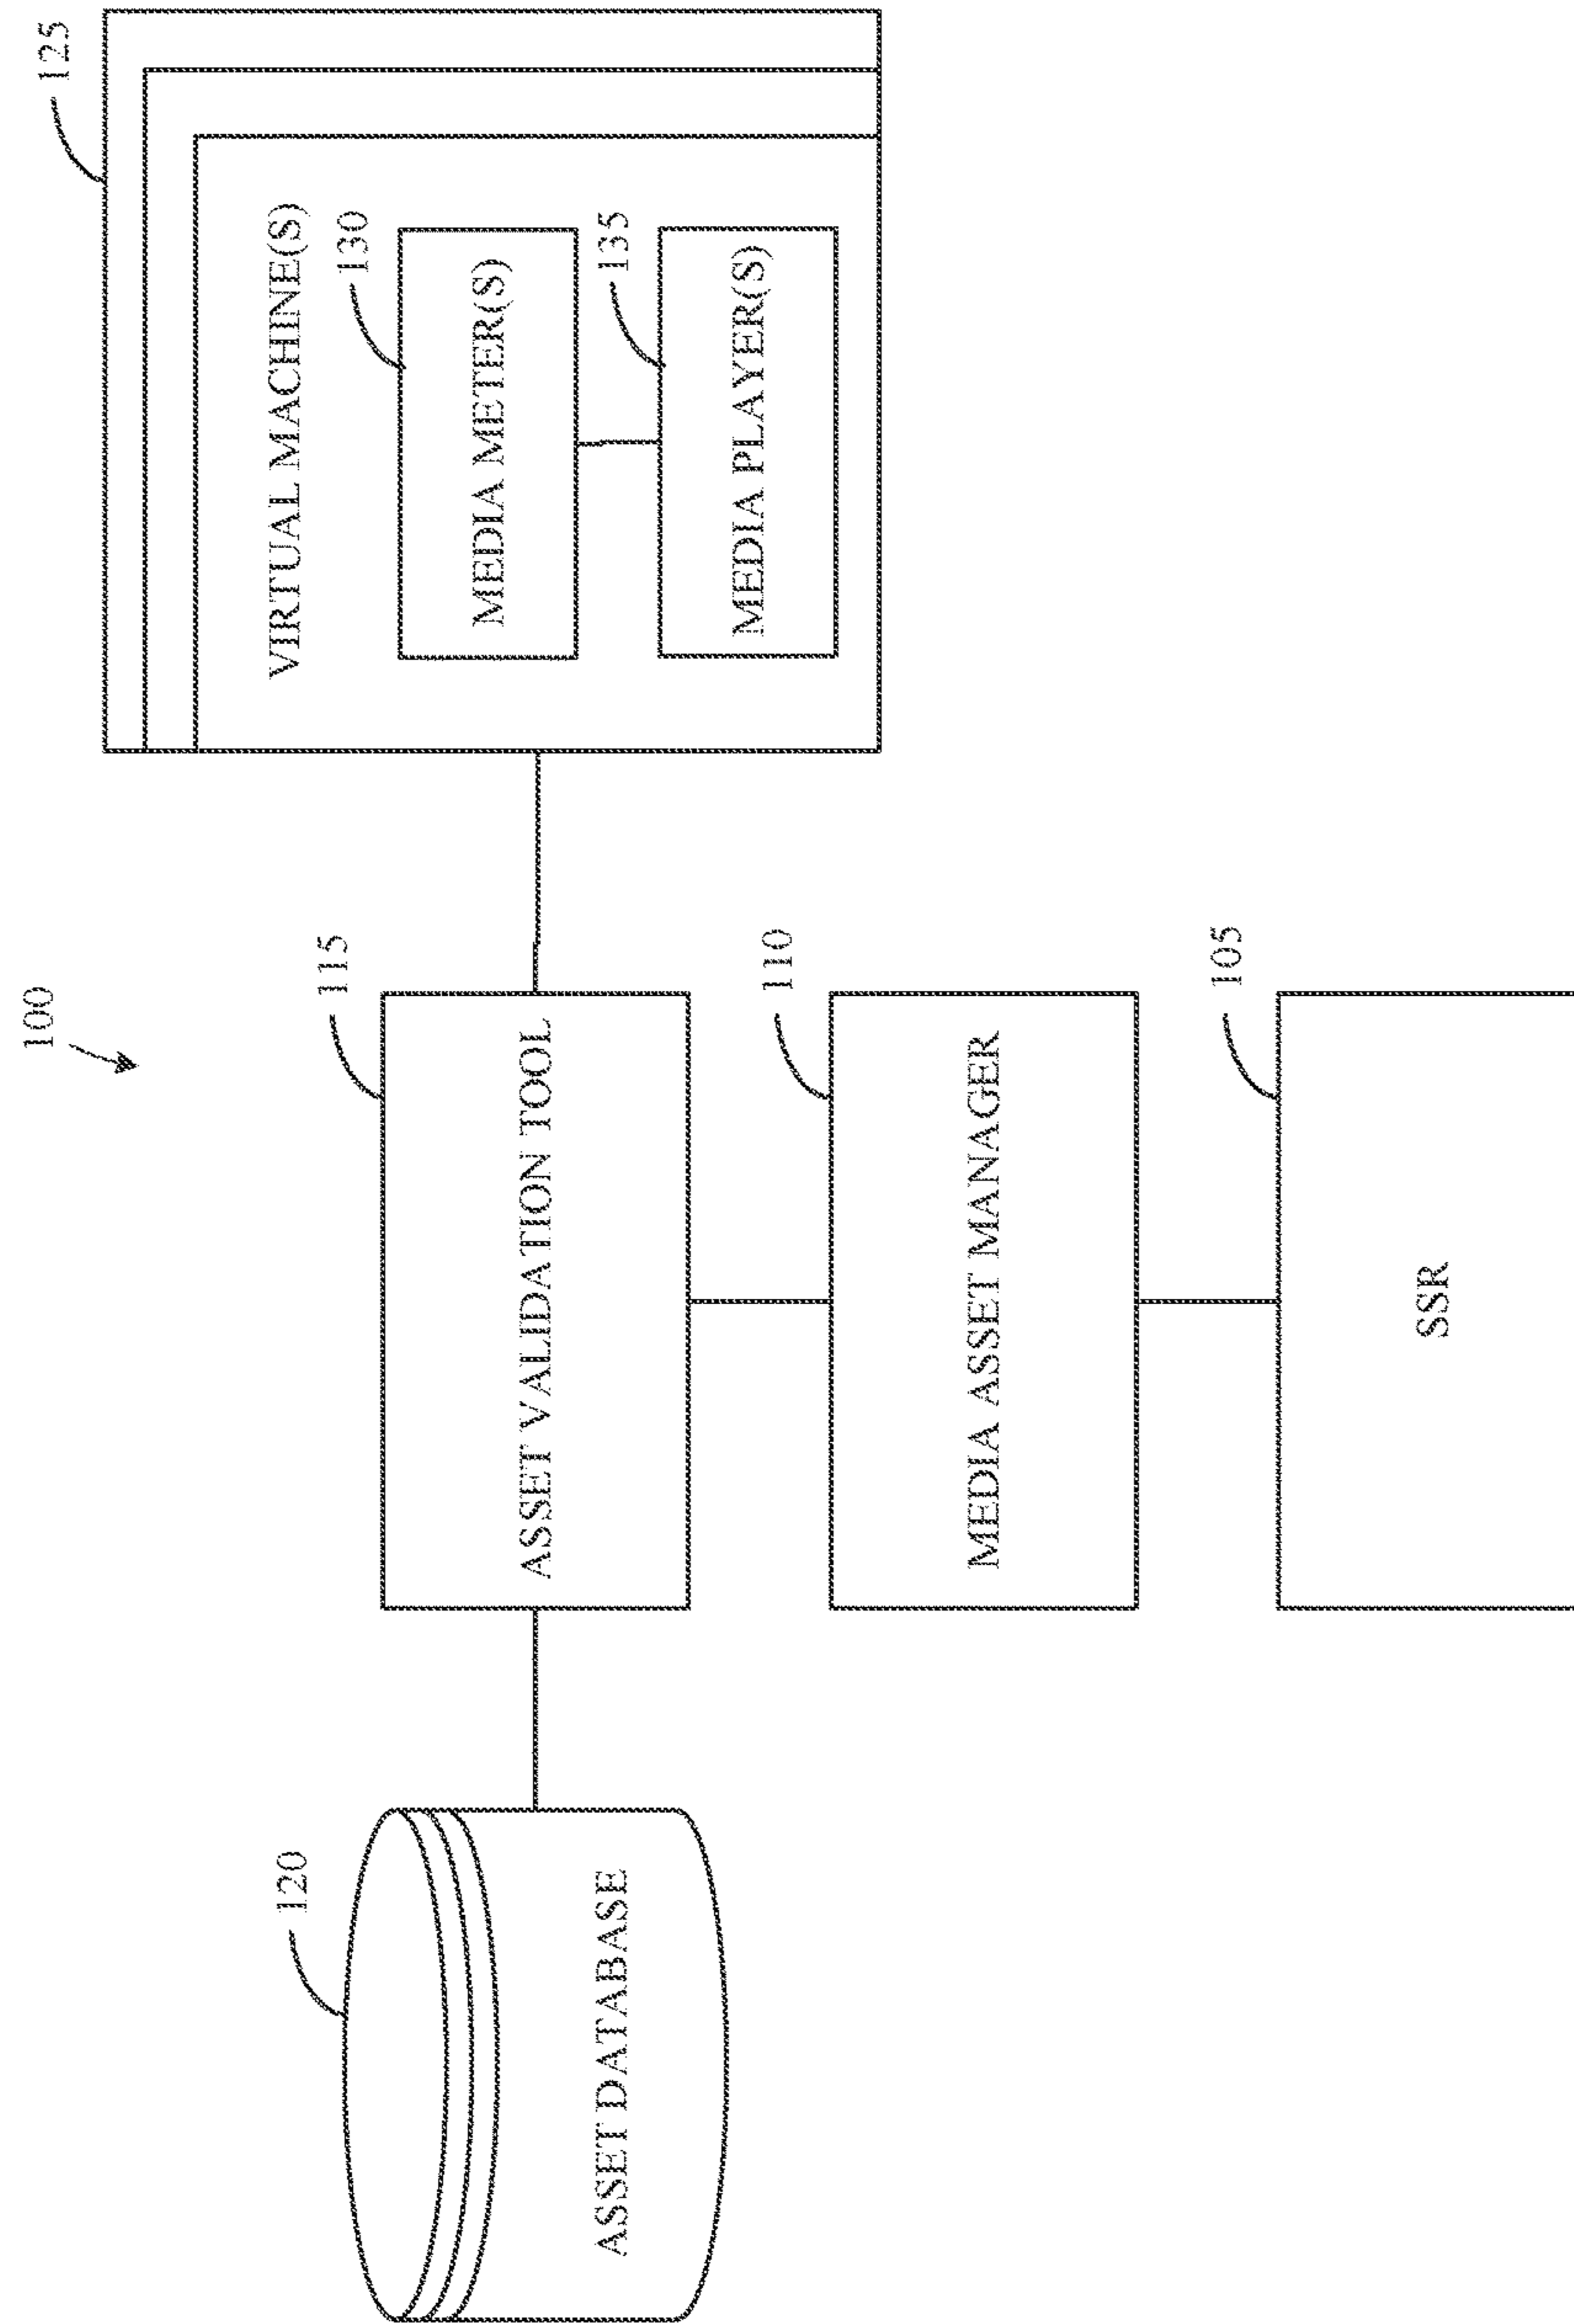 100
120
ASSET DATABASE
115
ASSET VALIDATION TOOL
110
MEDIA ASSET MANAGER
105
SSR
125
VIRTUAL MACHINE(S)
130
MEDIA METER(S)
135
MEDIA PLAYER(S)